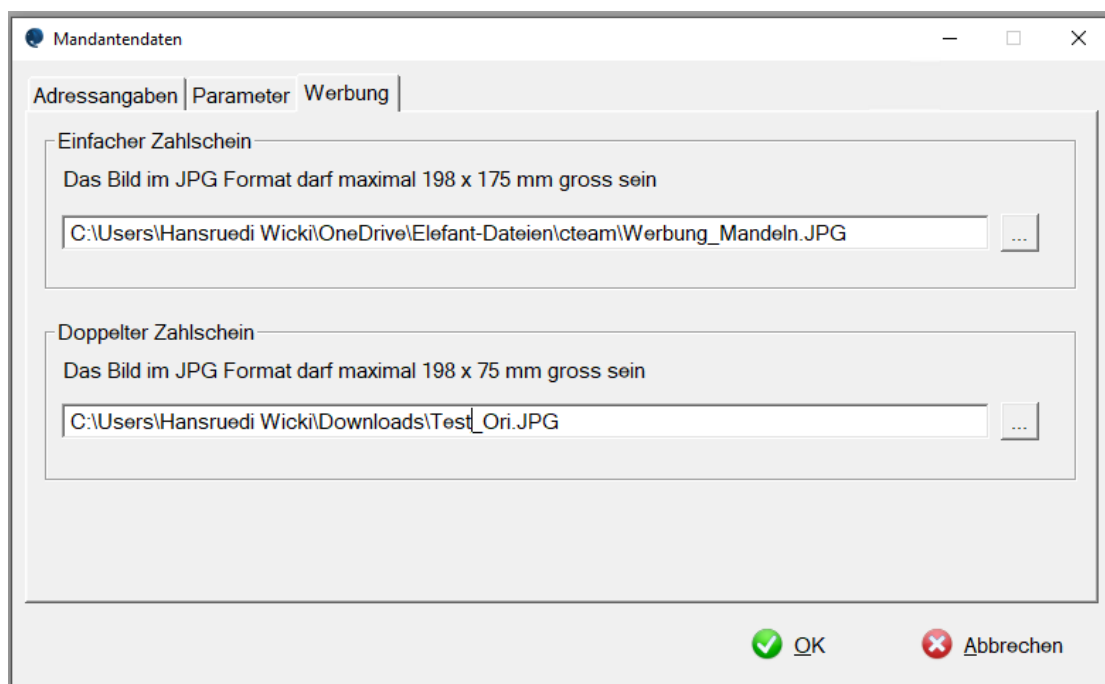 Mandantendaten
Adressangaben Parameter Werbung
Einfacher Zahlschein
Das Bild im JPG Format darf maximal 198 x 175 mm gross sein
C:\Users\Hansruedi Wicki\OneDrive\Elefant-Dateien\cteam\Werbung_Mandeln.JPG
...
Doppelter Zahlschein
Das Bild im JPG Format darf maximal 198 x 75 mm gross sein
C:\Users\Hansruedi Wicki\Downloads\Test_Ori.JPG
...
OK Abbrechen